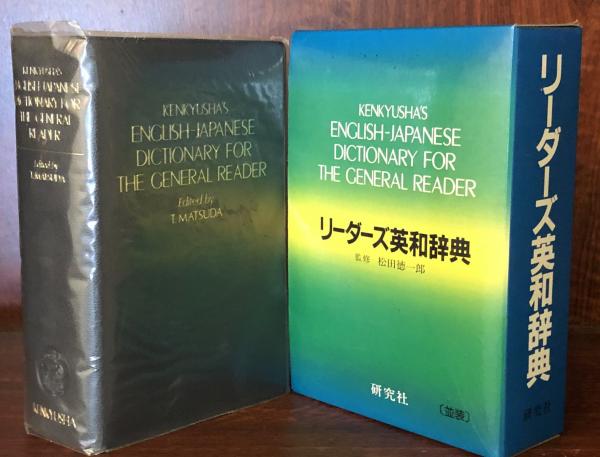 KENKYUSHA'S
ENGLISH-JAPANESE
DICTIONARY FOR
THE GENERAL
READER
Edited by
T. MATSUDA
KENKYUSHA
KENKYUSHA'S
ENGLISH-JAPANESE
DICTIONARY FOR
THE GENERAL READER
Edited by
T. MATSUDA
KENKYUSHA'S
ENGLISH-JAPANESE
DICTIONARY FOR
THE GENERAL READER
リーダーズ英和辞典
監修 松田徳一郎
研究社
〔並装〕
リーダーズ英和辞典
研究社